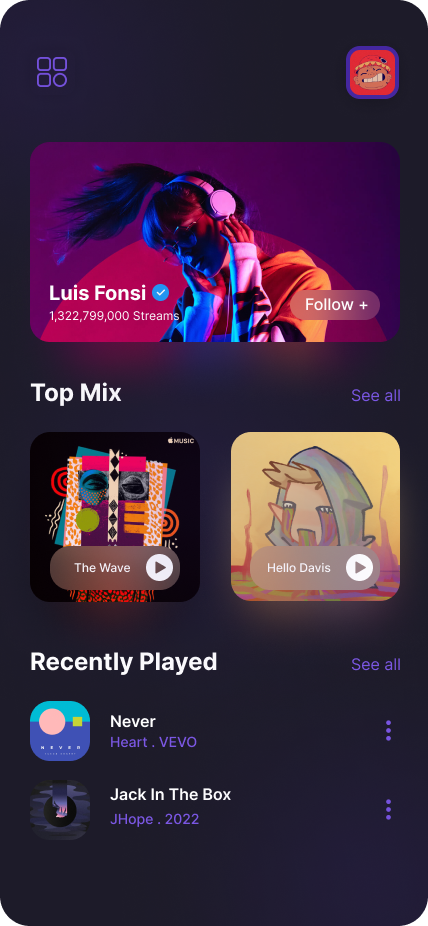 Luis Fonsi
1,322,799,000 Streams
Follow +
Top Mix
See all
MUSIC
The Wave
Hello Davis
Recently Played
See all
NEVER
Never
Heart . VEVO
Jack In The Box
JHope . 2022